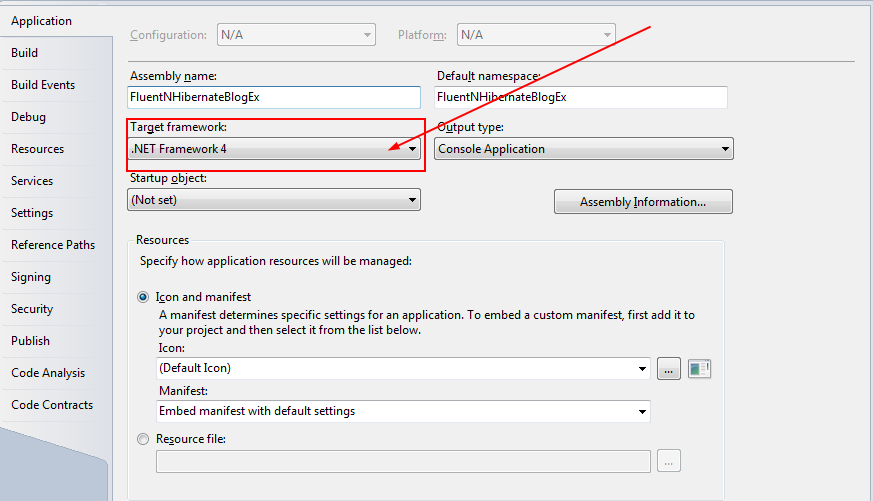 Application
Build
Build Events
Debug
Resources
Services
Settings
Reference Paths
Signing
Security
Publish
Code Analysis
Code Contracts
Configuration: N/A Platform: N/A
Assembly name: Default namespace:
FluentNHibernateBlogEx FluentNHibernateBlogEx
Target framework: Output type:
.NET Framework 4 Console Application
Startup object:
(Not set) Assembly Information...
Resources
Specify how application resources will be managed:
Icon and manifest
A manifest determines specific settings for an application. To embed a custom manifest, first add it to
your project and then select it from the list below.
Icon:
(Default Icon) ...
Manifest:
Embed manifest with default settings
Resource file:
...